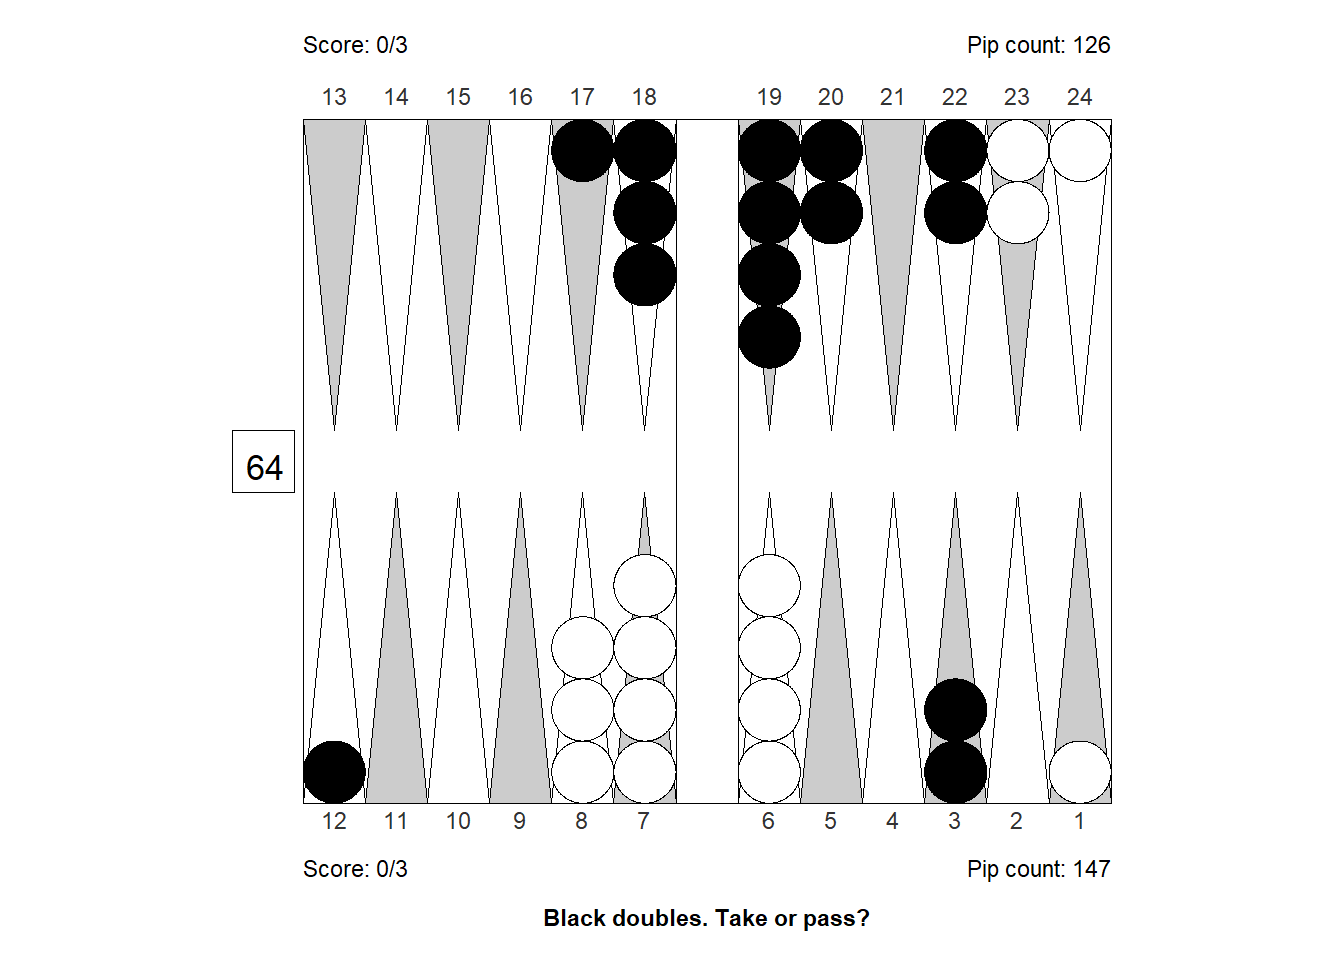 Score: 0/3 Pip count: 126
13 14 15 16 17 18 19 20 21 22 23 24
64
12 11 10 9 8 7 6 5 4 3 2 1
Score: 0/3 Pip count: 147
Black doubles. Take or pass?